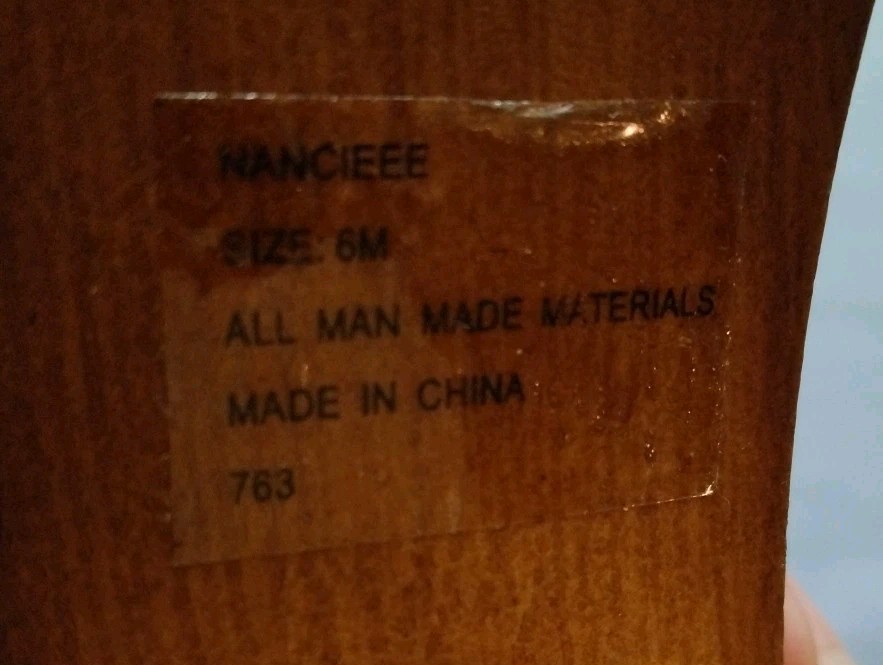 NANCIEEE
SIZE: 6M
ALL MAN MADE MATERIALS
MADE IN CHINA
763